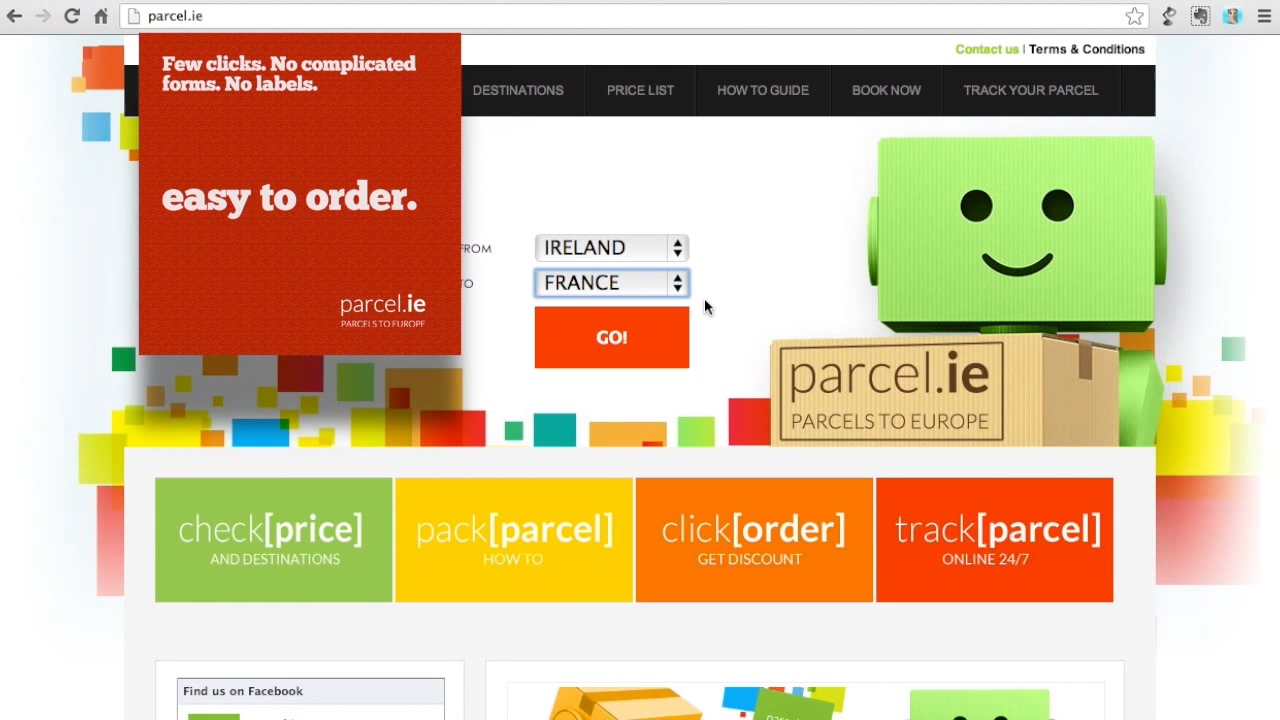 parcel.ie
Contact us | Terms & Conditions
Few clicks. No complicated
forms. No labels.
easy to order.
parcel.ie
PARCELS TO EUROPE
DESTINATIONS
PRICE LIST
HOW TO GUIDE
BOOK NOW
TRACK YOUR PARCEL
FROM
IRELAND
TO
FRANCE
GO!
parcel.ie
PARCELS TO EUROPE
check[price]
AND DESTINATIONS
pack[parcel]
HOW TO
click[order]
GET DISCOUNT
track[parcel]
ONLINE 24/7
Find us on Facebook